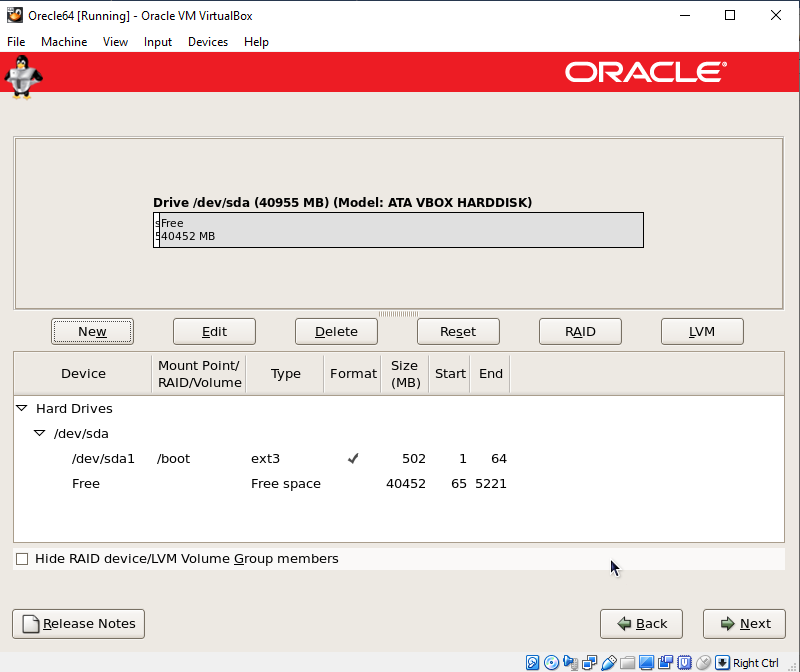 Orecle64 [Running] - Oracle VM VirtualBox
File Machine View Input Devices Help
ORACLE®
Drive /dev/sda (40955 MB) (Model: ATA VBOX HARDDISK)
s Free
5 40452 MB
New Edit Delete Reset RAID LVM
Device Mount Point/ RAID/Volume Type Format Size (MB) Start End
Hard Drives
/dev/sda
/dev/sda1 /boot ext3 502 1 64
Free Free space 40452 65 5221
Hide RAID device/LVM Volume Group members
Release Notes Back Next
Right Ctrl